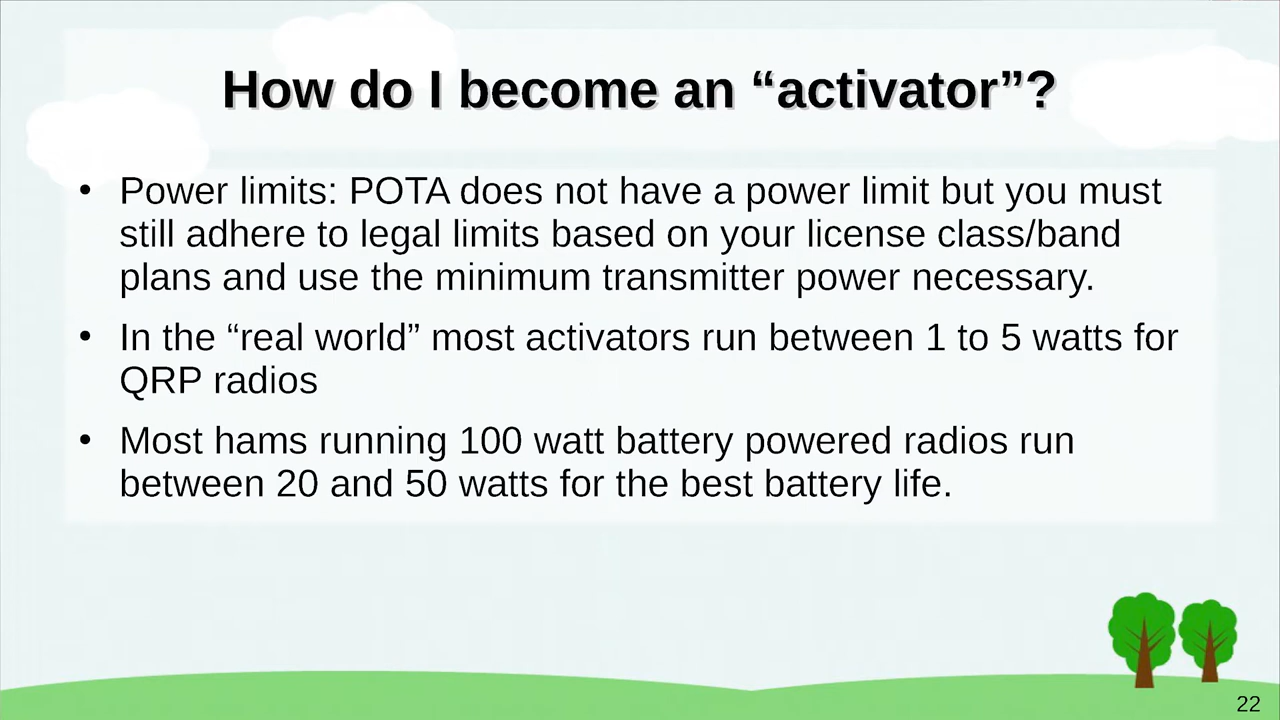 How do I become an “activator”?
• Power limits: POTA does not have a power limit but you must
still adhere to legal limits based on your license class/band
plans and use the minimum transmitter power necessary.
• In the “real world” most activators run between 1 to 5 watts for
QRP radios
• Most hams running 100 watt battery powered radios run
between 20 and 50 watts for the best battery life.
22